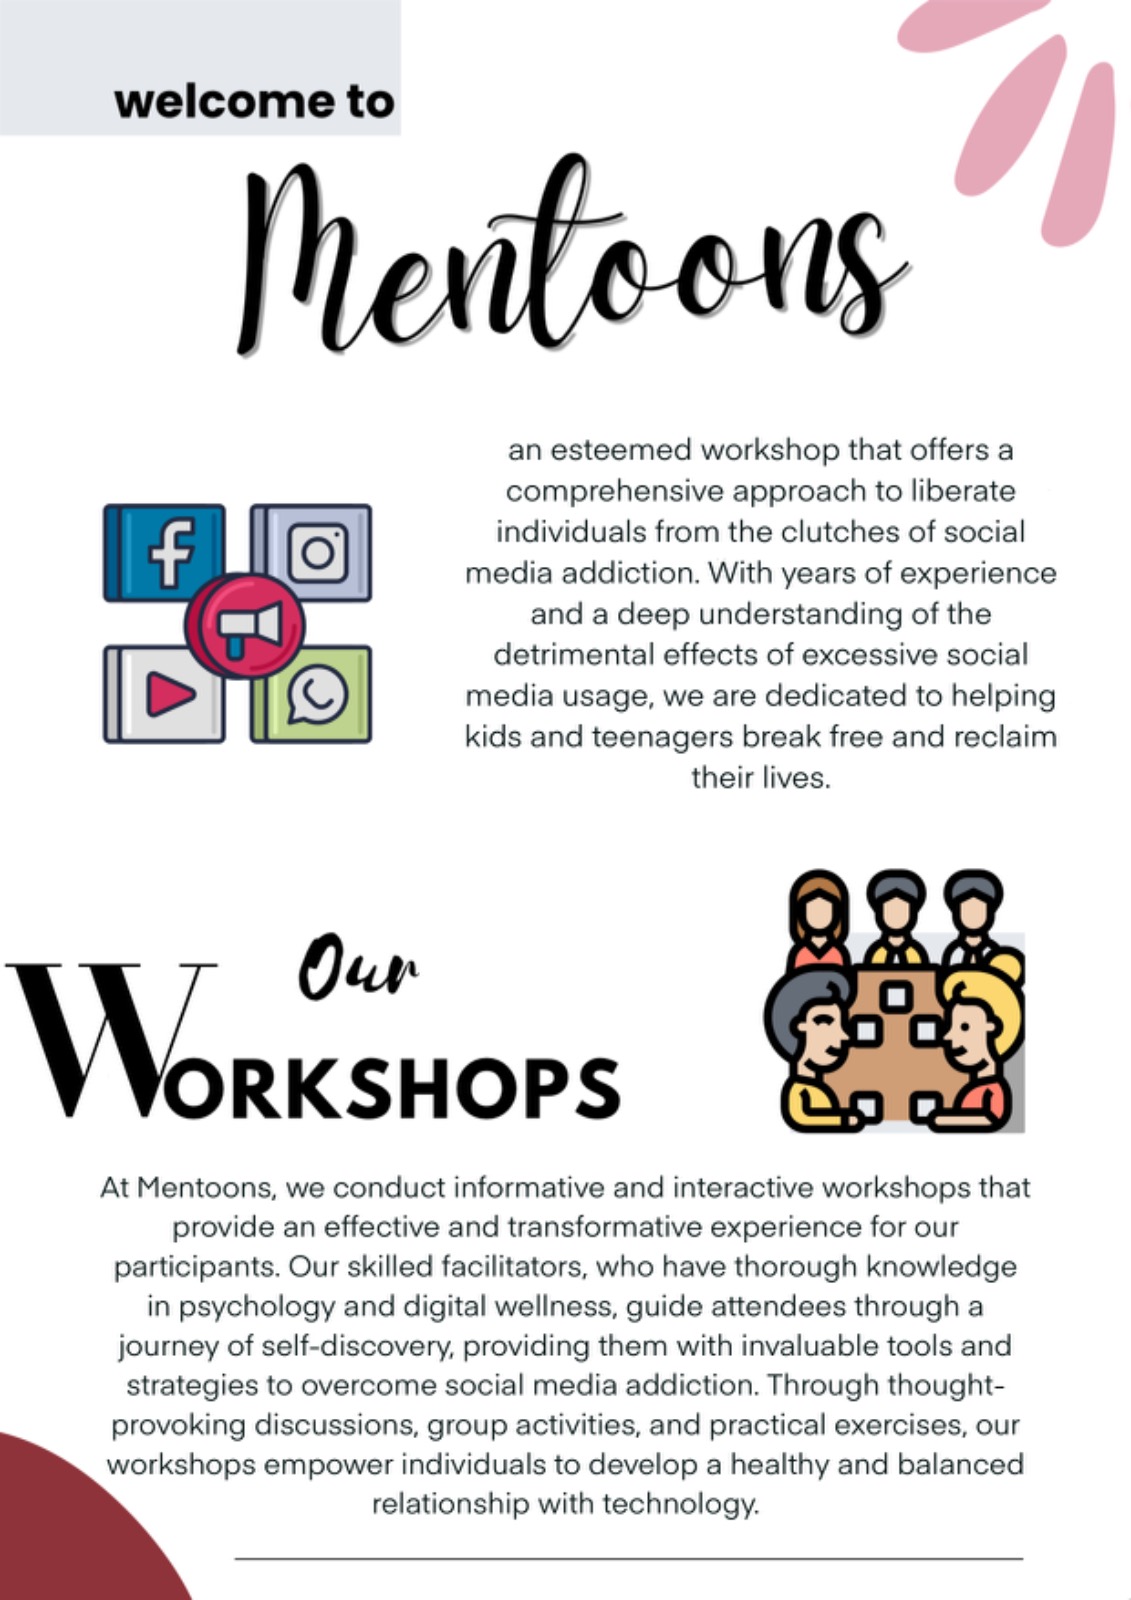 welcome to
Mentoons
an esteemed workshop that offers a
comprehensive approach to liberate
individuals from the clutches of social
media addiction. With years of experience
and a deep understanding of the
detrimental effects of excessive social
media usage, we are dedicated to helping
kids and teenagers break free and reclaim
their lives.
Our
WORKSHOPS
At Mentoons, we conduct informative and interactive workshops that
provide an effective and transformative experience for our
participants. Our skilled facilitators, who have thorough knowledge
in psychology and digital wellness, guide attendees through a
journey of self-discovery, providing them with invaluable tools and
strategies to overcome social media addiction. Through thought-
provoking discussions, group activities, and practical exercises, our
workshops empower individuals to develop a healthy and balanced
relationship with technology.